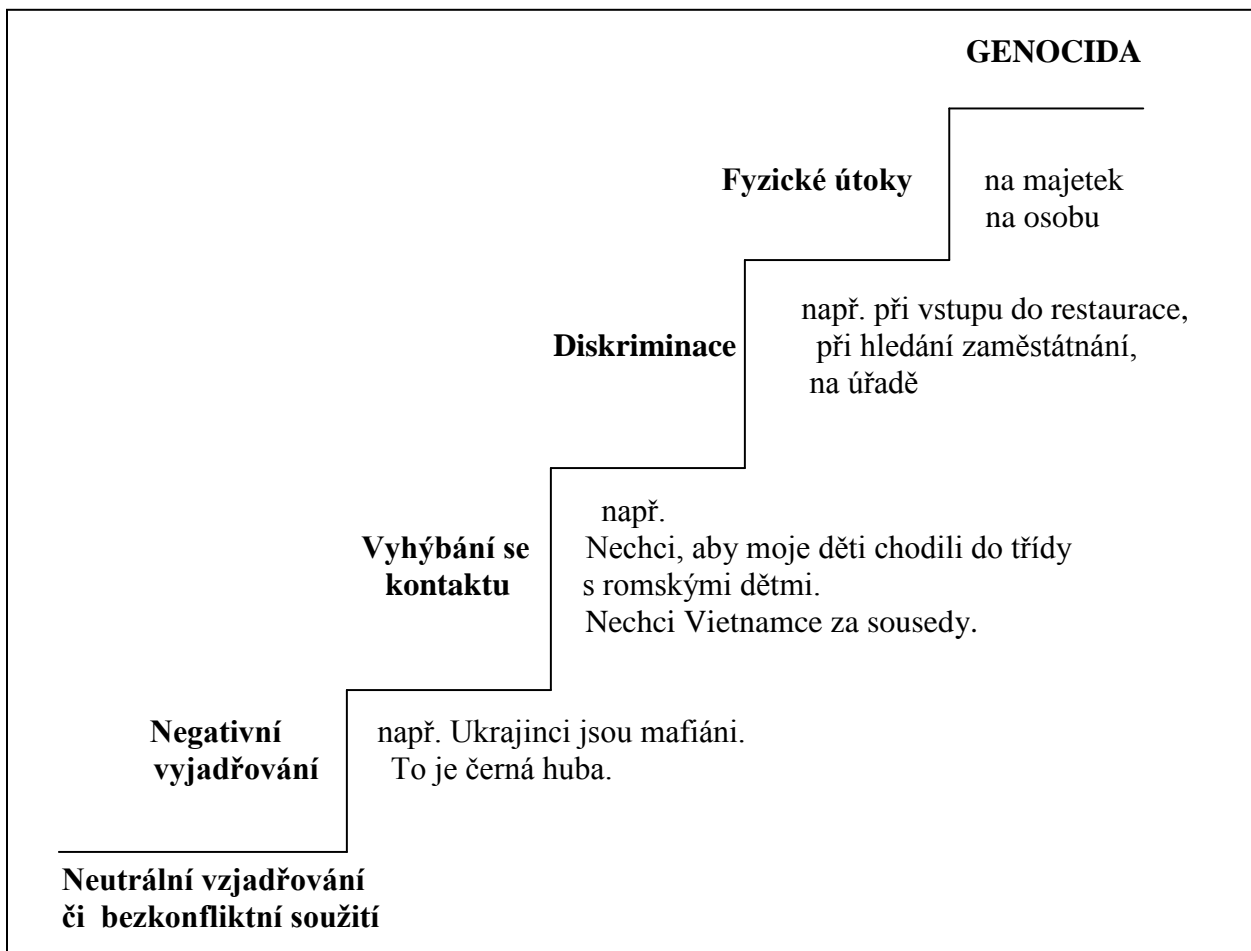 GENOCIDA
Fyzické útoky
na majetek
na osobu
Diskriminace
např. při vstupu do restaurace,
při hledání zaměstátnání,
na úřadě
Vyhýbání se
kontaktu
např.
Nechci, aby moje děti chodili do třídy
s romskými dětmi.
Nechci Vietnamce za sousedy.
Negativní
vyjadřování
např. Ukrajinci jsou mafiáni.
To je černá huba.
Neutrální vzjadřování
či bezkonfliktní soužití